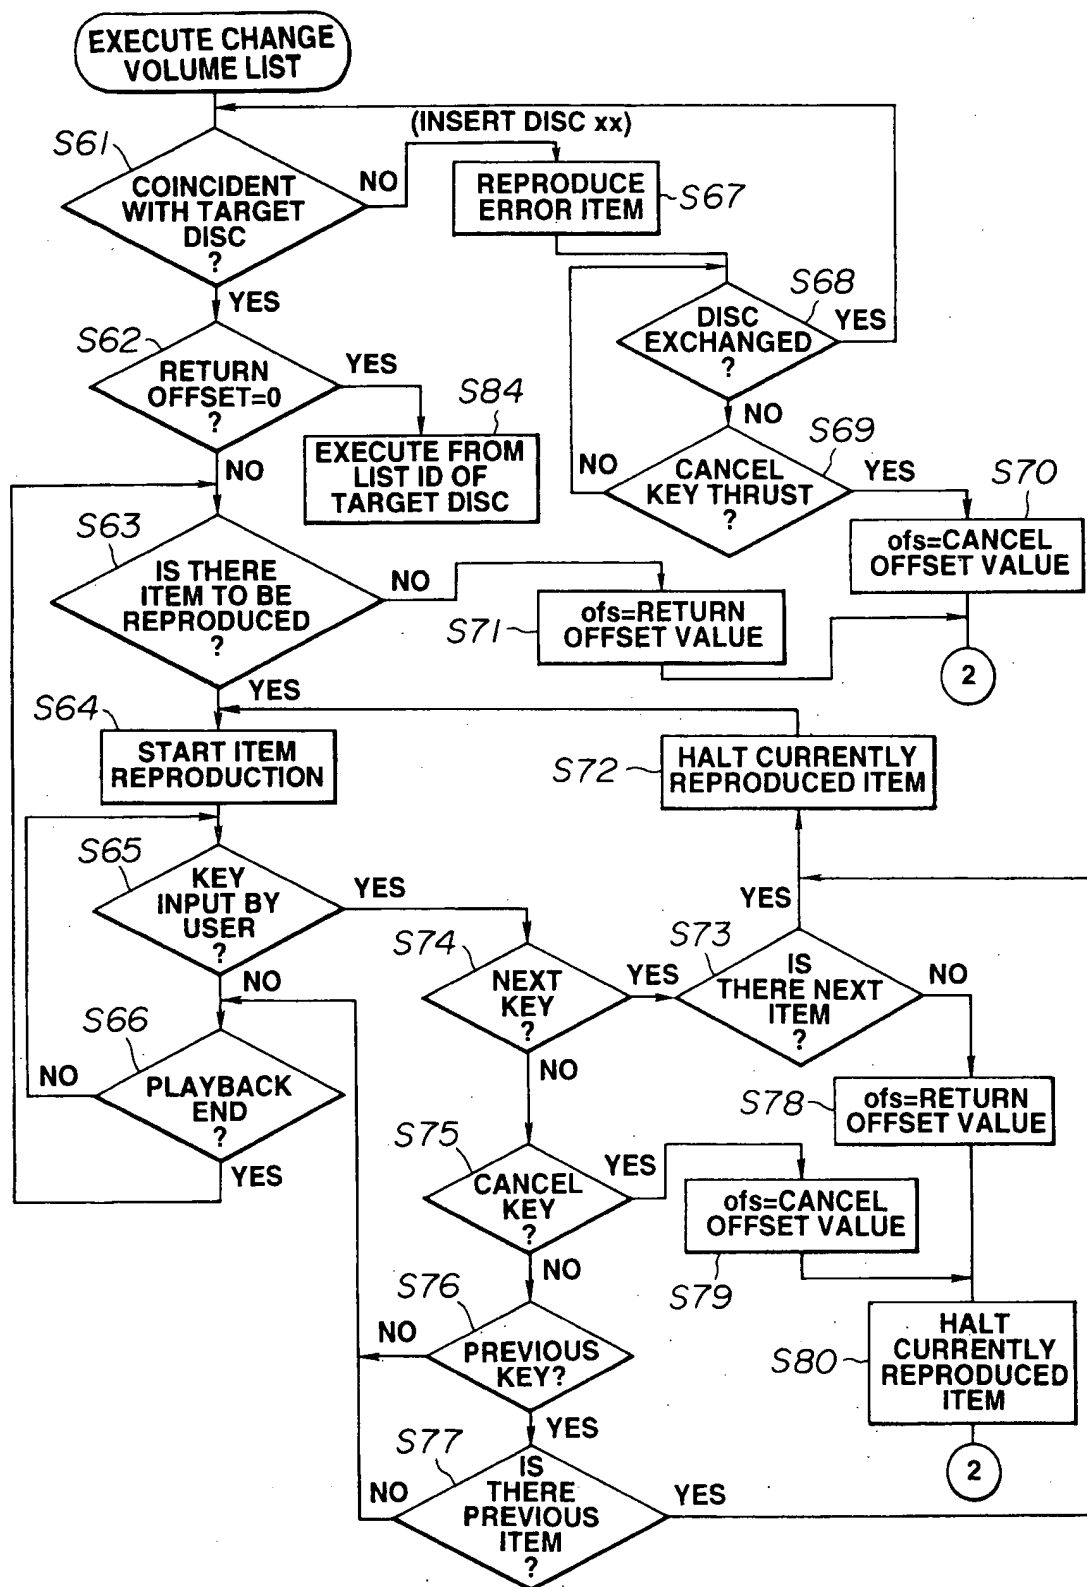 EXECUTE CHANGE
VOLUME LIST
(INSERT DISC xx)
S61
COINCIDENT
WITH TARGET
DISC
?
NO
REPRODUCE
ERROR ITEM
S67
YES
S68
DISC
EXCHANGED
?
YES
S62
RETURN
OFFSET=0
?
YES
S84
EXECUTE FROM
LIST ID OF
TARGET DISC
NO
NO
S69
CANCEL
KEY THRUST
?
NO
YES
S70
ofs=CANCEL
OFFSET VALUE
S63
IS THERE
ITEM TO BE
REPRODUCED
?
NO
S71
ofs=RETURN
OFFSET VALUE
2
YES
S64
START ITEM
REPRODUCTION
S72
HALT CURRENTLY
REPRODUCED ITEM
S65
KEY
INPUT BY
USER
?
YES
YES
S74
NEXT
KEY
?
YES
S73
IS
THERE NEXT
ITEM
?
NO
NO
S66
PLAYBACK
END
?
NO
YES
NO
S78
ofs=RETURN
OFFSET VALUE
S75
CANCEL
KEY
?
YES
ofs=CANCEL
OFFSET VALUE
S79
NO
S76
PREVIOUS
KEY?
NO
YES
S80
HALT
CURRENTLY
REPRODUCED
ITEM
2
S77
IS
THERE
PREVIOUS
ITEM
?
NO
YES